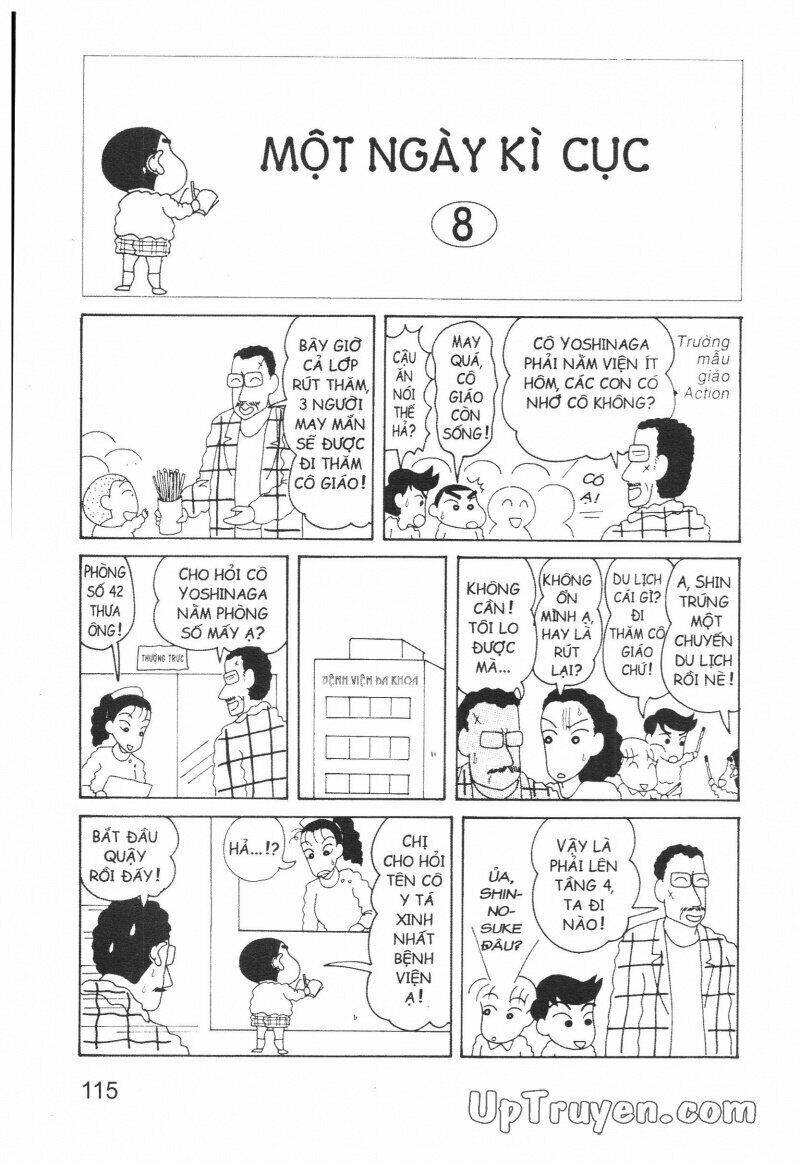 MỘT NGÀY KÌ CỤC
8
Trường
mẫu
giáo
Action
CÔ YOSHINAGA
PHẢI NẰM VIỆN ÍT
HÔM, CÁC CON CÓ
NHỚ CÔ KHÔNG?
CÓ
Ạ!
MAY
QUÁ,
CÔ
GIÁO
CÒN
SỐNG!
CẬU
ĂN
NÓI
THẾ
HẢ?
BÂY GIỜ
CẢ LỚP
RÚT THĂM,
3 NGƯỜI
MAY MẮN
SẼ ĐƯỢC
ĐI THĂM
CÔ GIÁO!
A, SHIN
TRÚNG
MỘT
CHUYẾN
DU LỊCH
RỒI NÈ!
DU LỊCH
CÁI GÌ?
ĐI
THĂM CÔ
GIÁO
CHỨ!
KHÔNG
ỔN
MÌNH Ạ,
HAY LÀ
RÚT
LẠI?
KHÔNG
CẦN!
TÔI LO
ĐƯỢC
MÀ...
BỆNH VIỆN ĐA KHOA
CHO HỎI CÔ
YOSHINAGA
NẰM PHÒNG
SỐ MẤY Ạ?
THƯỜNG TRỰC
PHÒNG
SỐ 42
THƯA
ÔNG!
VẬY LÀ
PHẢI LÊN
TẦNG 4,
TA ĐI
NÀO!
ỦA,
SHIN-
NO-
SUKE
ĐÂU?
CHỊ
CHO HỎI
TÊN CÔ
Y TÁ
XINH
NHẤT
BỆNH
VIỆN
Ạ!
HẢ...!?
BẮT ĐẦU
QUẬY
RỒI ĐẤY!
115
UpTruyen.com